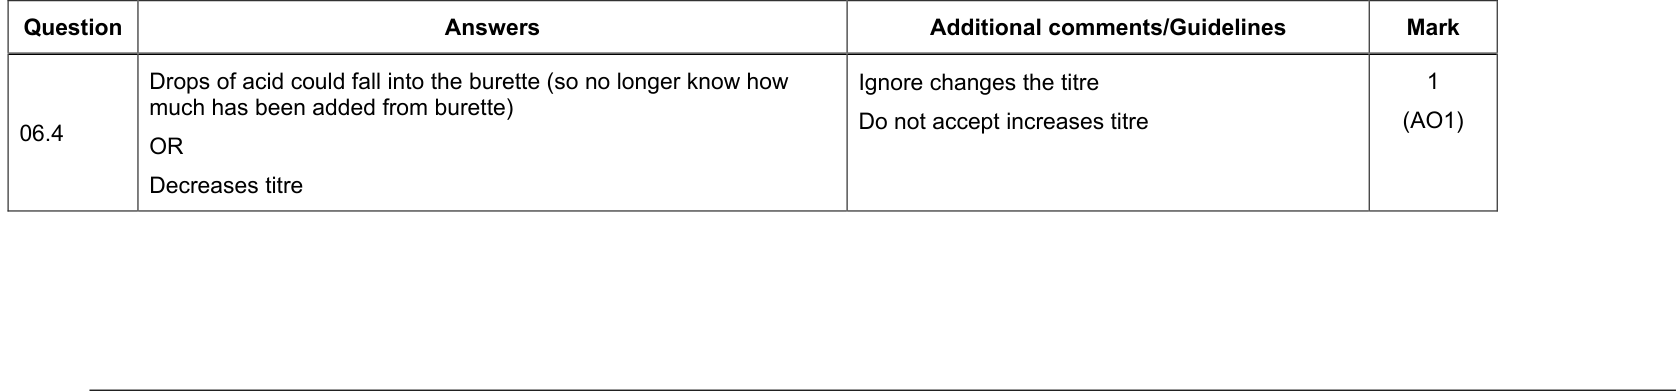 Question Answers Additional comments/Guidelines Mark
06.4
Drops of acid could fall into the burette (so no longer know how
much has been added from burette)
OR
Decreases titre
Ignore changes the titre
Do not accept increases titre
1
(AO1)